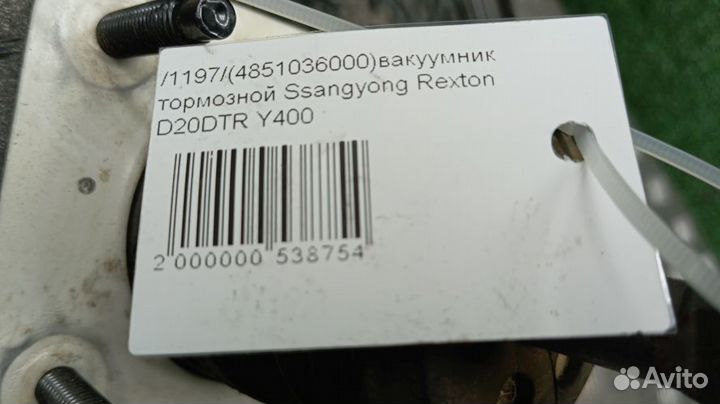 /1197/(4851036000)вакуумник
тормозной Ssangyong Rexton
D20DTR Y400
2 000000 538754
Avito